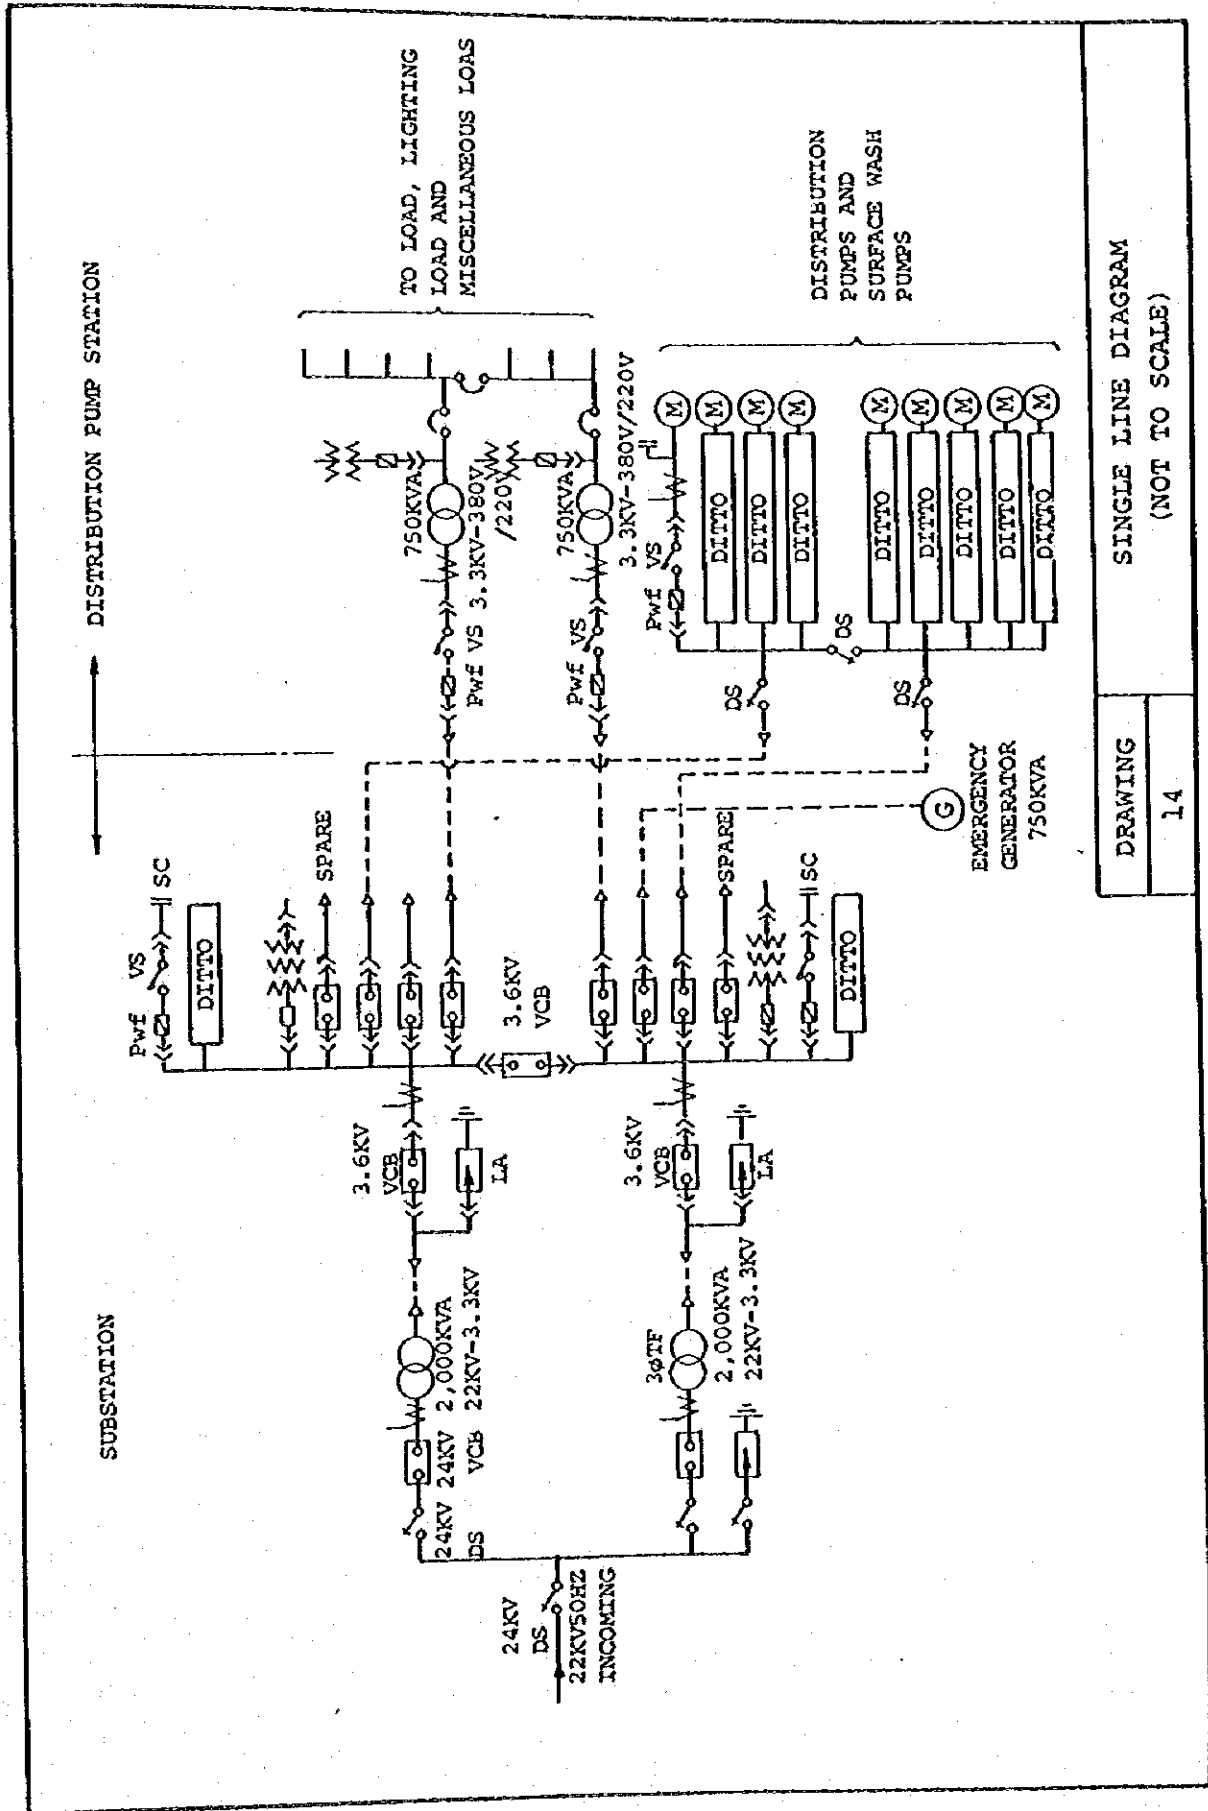 SUBSTATION
DISTRIBUTION PUMP STATION
24KV
DS
22KV50HZ
INCOMING
24KV
DS
24KV
VCB
2,000KVA
22KV-3.3KV
3øTF
2,000KVA
22KV-3.3KV
3.6KV
VCB
LA
3.6KV
VCB
LA
Pwf
VS
SC
DITTO
SPARE
3.6KV
VCB
SPARE
SC
DITTO
EMERGENCY
GENERATOR
750KVA
G
Pwf VS 3.3KV-380V
/220V
750KVA
Pwf VS
750KVA
3.3KV-380V/220V
TO LOAD, LIGHTING
LOAD AND
MISCELLANEOUS LOAS
Pwf VS
M
DITTO
M
DITTO
M
DITTO
M
DS
DS
DS
DITTO
M
DITTO
M
DITTO
M
DITTO
M
DITTO
M
DISTRIBUTION
PUMPS AND
SURFACE WASH
PUMPS
DRAWING
14
SINGLE LINE DIAGRAM
(NOT TO SCALE)